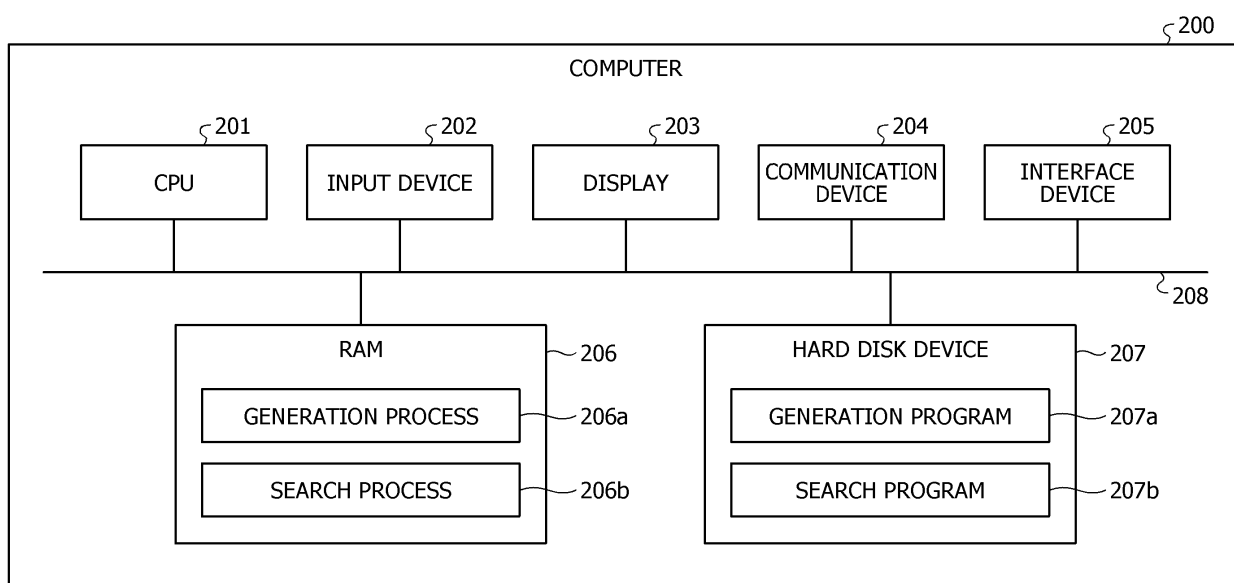 200
COMPUTER
201
202
203
204
205
CPU
INPUT DEVICE
DISPLAY
COMMUNICATION
DEVICE
INTERFACE
DEVICE
208
RAM
206
GENERATION PROCESS
206a
SEARCH PROCESS
206b
HARD DISK DEVICE
207
GENERATION PROGRAM
207a
SEARCH PROGRAM
207b